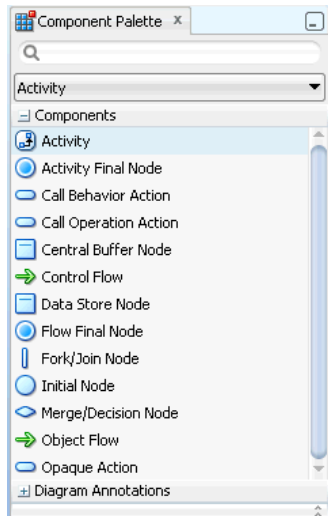 Component Palette
Activity
Components
Activity
Activity Final Node
Call Behavior Action
Call Operation Action
Central Buffer Node
Control Flow
Data Store Node
Flow Final Node
Fork/Join Node
Initial Node
Merge/Decision Node
Object Flow
Opaque Action
Diagram Annotations